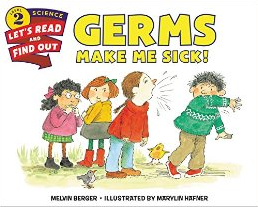 2
SCIENCE
LET'S READ
AND
FIND OUT
GERMS
MAKE ME SICK!
MELVIN BERGER • ILLUSTRATED BY MARYLIN HAFNER